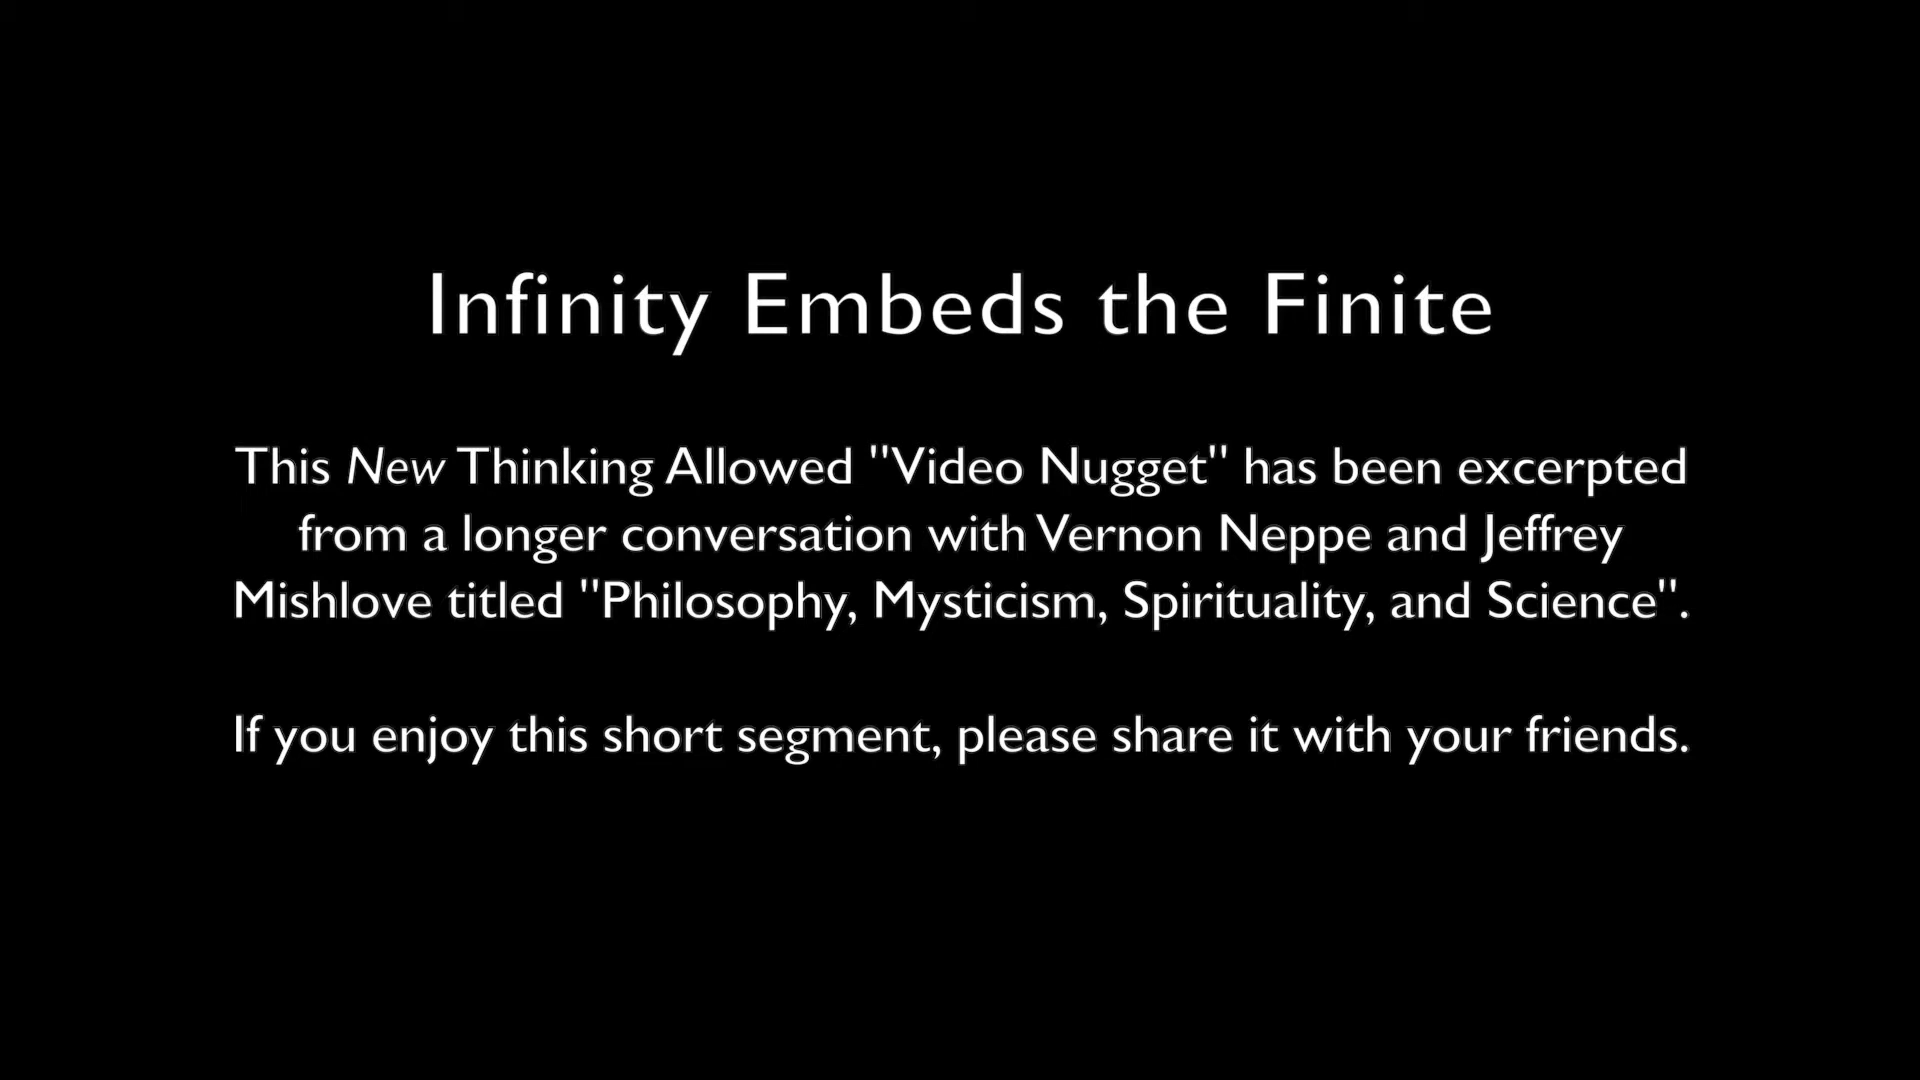 Infinity Embeds the Finite
This New Thinking Allowed "Video Nugget" has been excerpted
from a longer conversation with Vernon Neppe and Jeffrey
Mishlove titled "Philosophy, Mysticism, Spirituality, and Science".
If you enjoy this short segment, please share it with your friends.